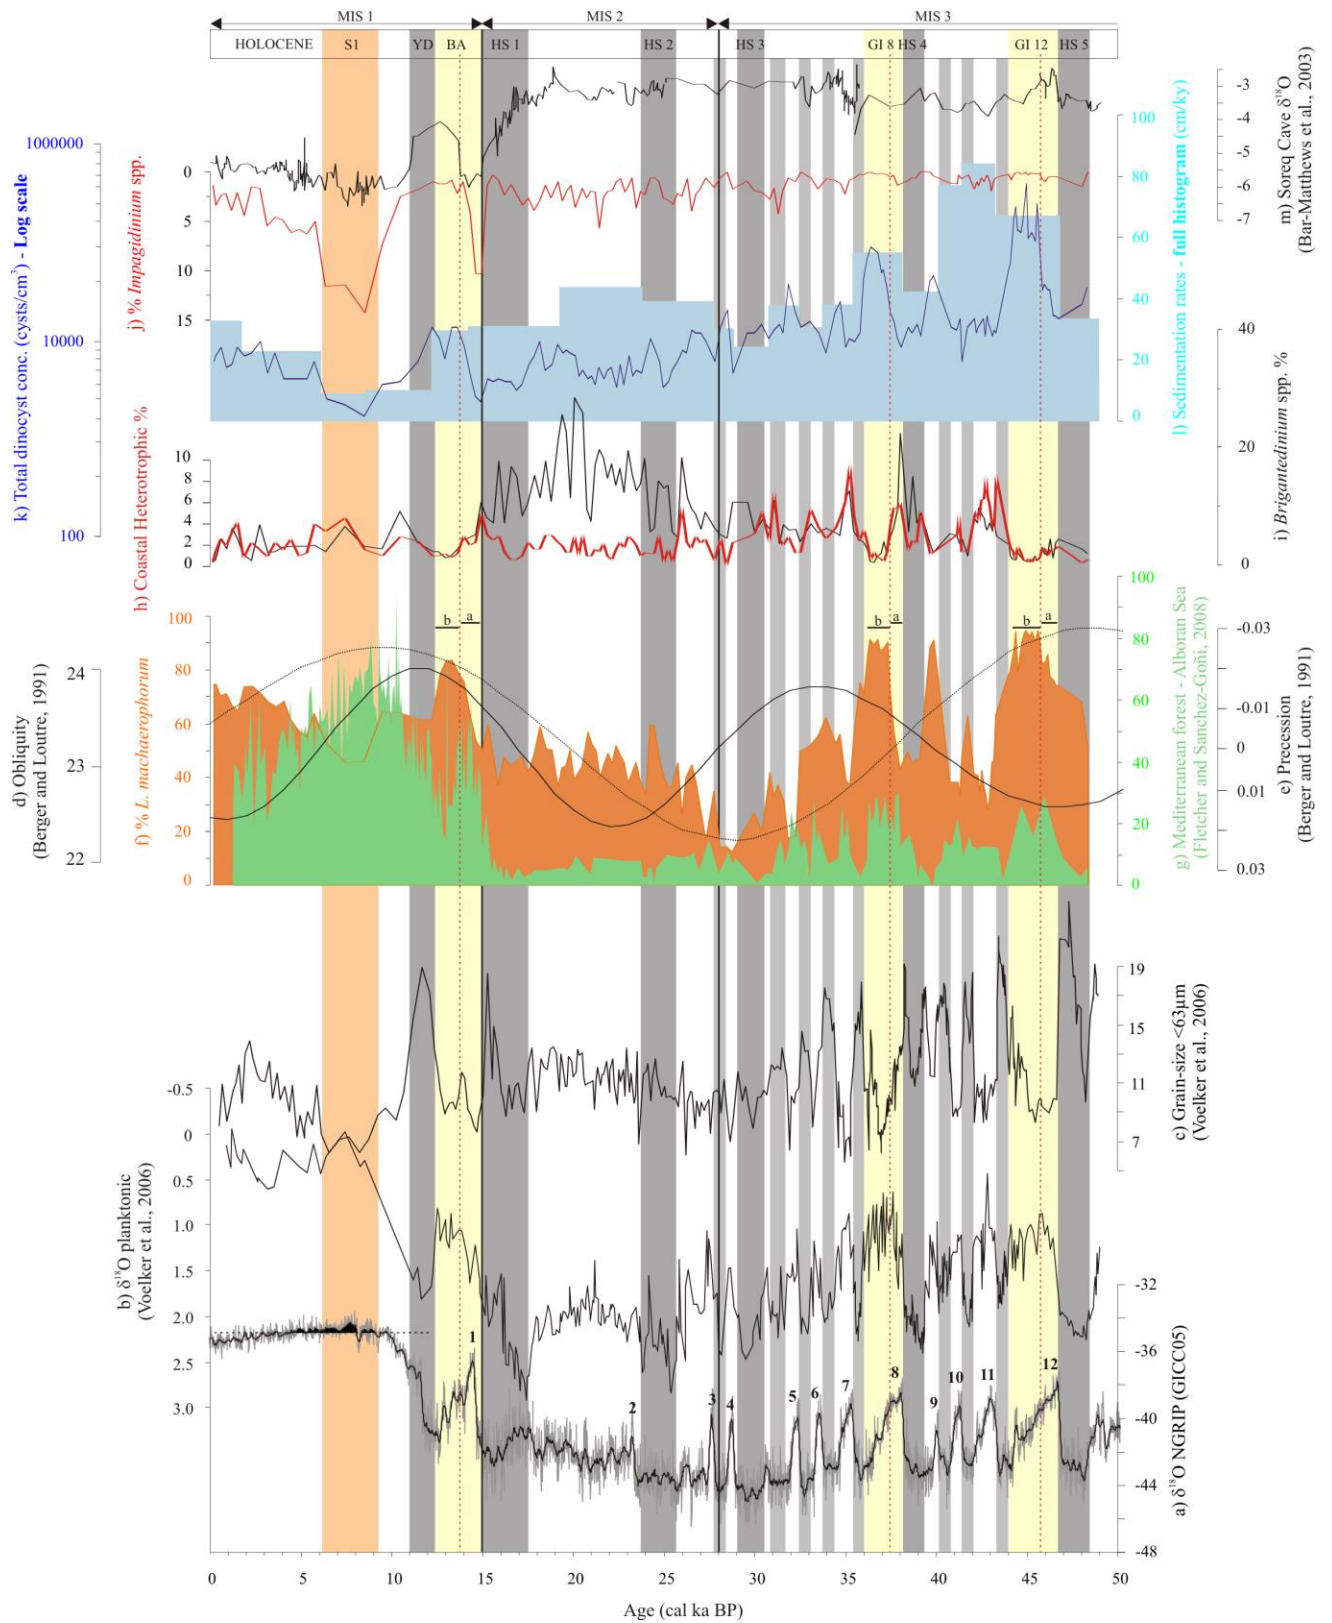 MIS 1
MIS 2
MIS 3
HOLOCENE
S1
YD
BA
HS 1
HS 2
HS 3
GI 8
HS 4
GI 12
HS 5
k) Total dinocyst conc. (cysts/cm³) - Log scale
1000000
10000
100
j) % Impagidinium spp.
0
5
10
15
m) Soreq Cave δ¹⁸O
(Bar-Matthews et al., 2003)
-3
-4
-5
-6
-7
l) Sedimentation rates - full histogram (cm/ky)
100
80
60
40
20
0
i) Brigantedinium spp. %
40
20
0
h) Coastal Heterotrophic %
10
8
6
4
2
0
g) Mediterranean forest - Alboran Sea
(Fletcher and Sanchez-Goñi, 2008)
100
80
60
40
20
0
f) % L. machaerophorum
100
80
60
40
20
0
b
a
b
a
b
a
d) Obliquity
(Berger and Loutre, 1991)
24
23
22
e) Precession
(Berger and Loutre, 1991)
-0.03
-0.01
0
0.01
0.03
c) Grain-size <63µm
(Voelker et al., 2006)
19
15
11
7
b) δ¹⁸O planktonic
(Voelker et al., 2006)
-0.5
0
0.5
1.0
1.5
2.0
2.5
3.0
a) δ¹⁸O NGRIP (GICC05)
-32
-36
-40
-44
-48
1
2
3
4
5
6
7
8
9
10
11
12
0
5
10
15
20
25
30
35
40
45
50
Age (cal ka BP)